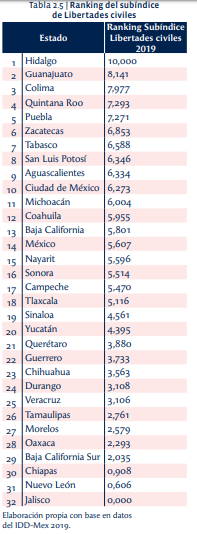 Tabla 2.5 | Ranking del subíndice
de Libertades civiles
Estado Ranking Subíndice
Libertades civiles
2019
1 Hidalgo 10,000
2 Guanajuato 8,141
3 Colima 7,977
4 Quintana Roo 7,293
5 Puebla 7,271
6 Zacatecas 6,853
7 Tabasco 6,588
8 San Luis Potosí 6,346
9 Aguascalientes 6,334
10 Ciudad de México 6,273
11 Michoacán 6,004
12 Coahuila 5,955
13 Baja California 5,801
14 México 5,607
15 Nayarit 5,596
16 Sonora 5,514
17 Campeche 5,470
18 Tlaxcala 5,116
19 Sinaloa 4,561
20 Yucatán 4,395
21 Querétaro 3,880
22 Guerrero 3,733
23 Chihuahua 3,563
24 Durango 3,108
25 Veracruz 3,106
26 Tamaulipas 2,761
27 Morelos 2,579
28 Oaxaca 2,293
29 Baja California Sur 2,035
30 Chiapas 0,908
31 Nuevo León 0,606
32 Jalisco 0,000
Elaboración propia con base en datos
del IDD-Mex 2019.